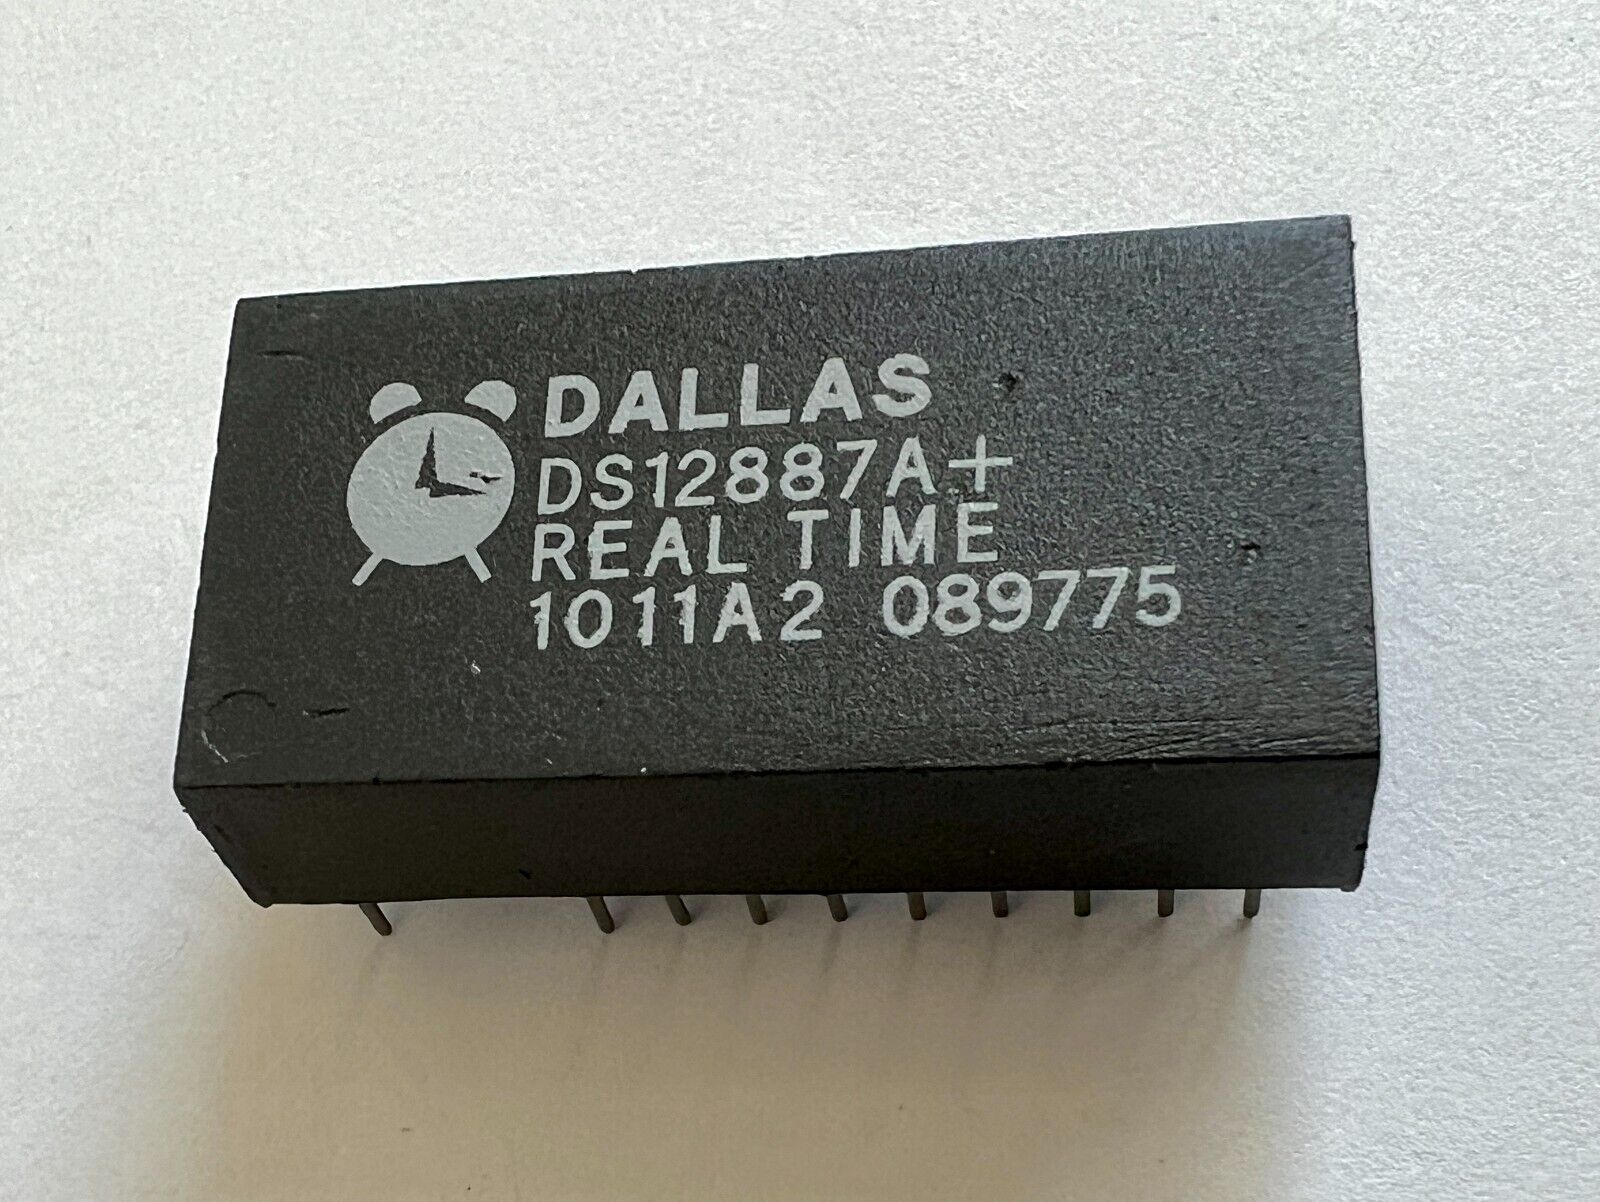 DALLAS
DS12887A+
REAL TIME
1011A2 089775